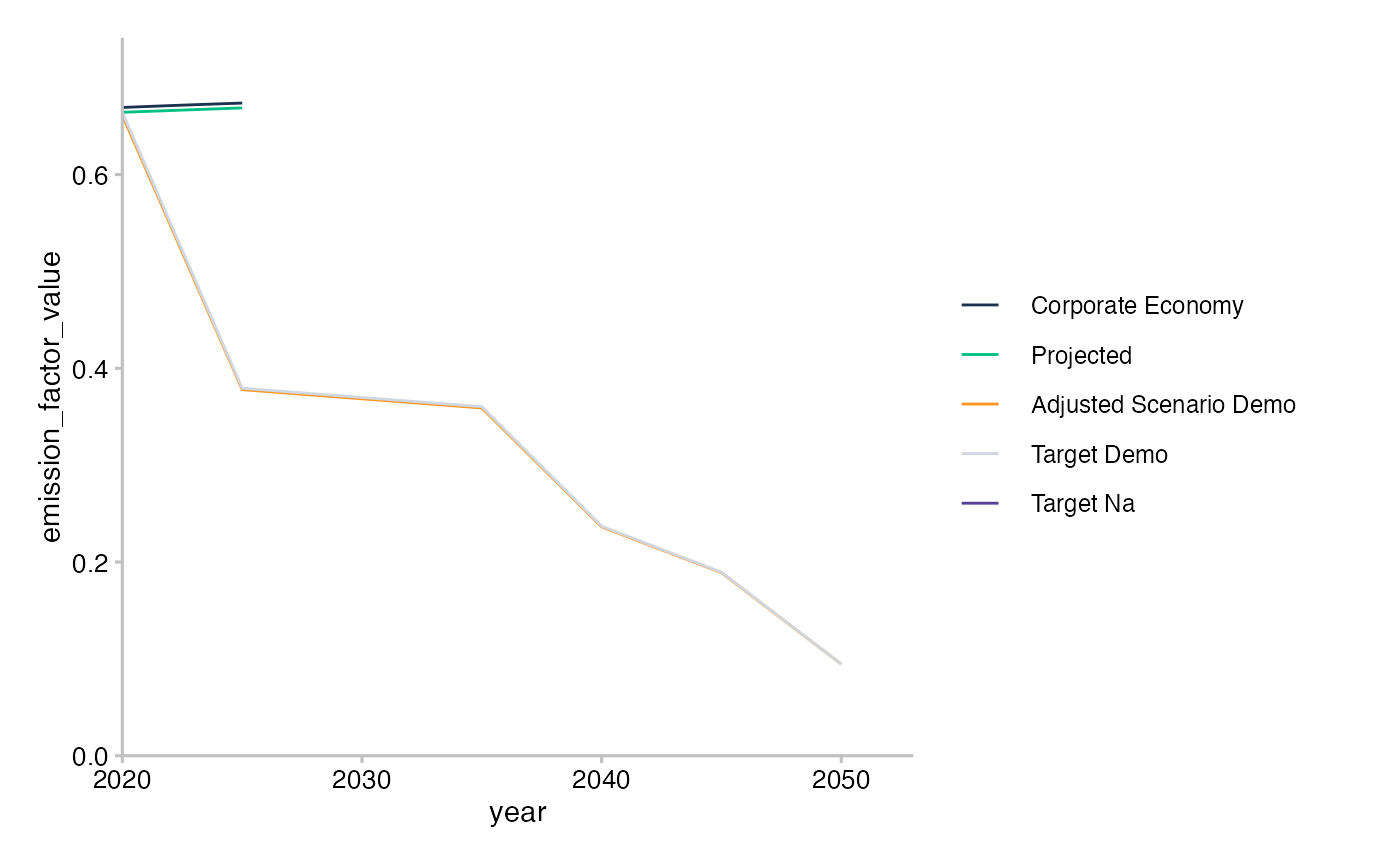 emission_factor_value
0.6
0.4
0.2
0.0
2020
2030
2040
2050
year
Corporate Economy
Projected
Adjusted Scenario Demo
Target Demo
Target Na